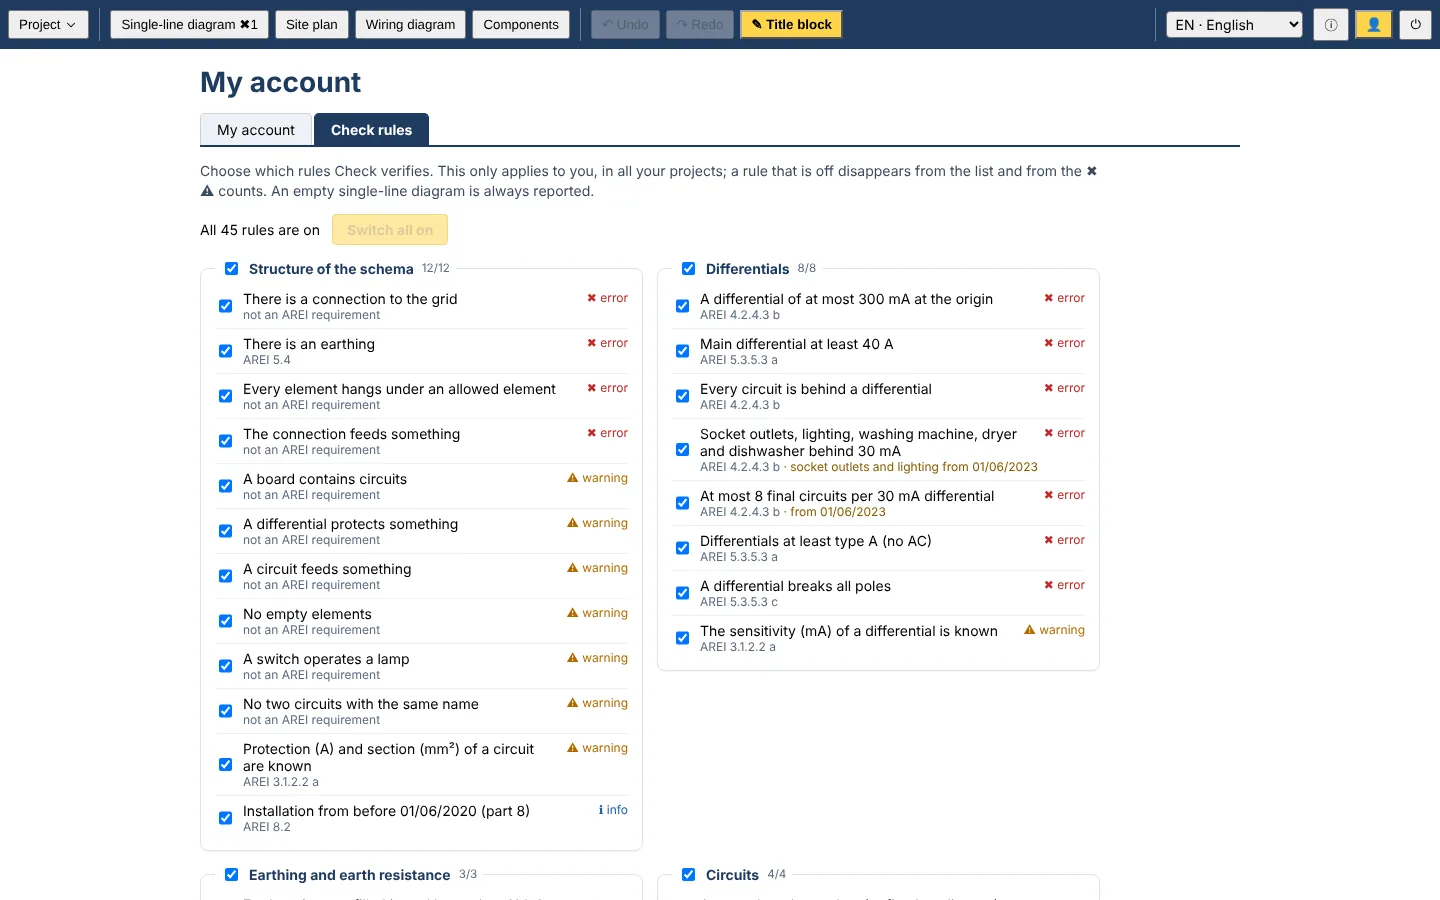 Project
Single-line diagram ✖1
Site plan
Wiring diagram
Components
↶ Undo
↷ Redo
✎ Title block
EN · English
My account
My account
Check rules
Choose which rules Check verifies. This only applies to you, in all your projects; a rule that is off disappears from the list and from the ✖
⚠ counts. An empty single-line diagram is always reported.
All 45 rules are on
Switch all on
Structure of the schema 12/12
There is a connection to the grid ✖ error
not an AREI requirement
There is an earthing ✖ error
AREI 5.4
Every element hangs under an allowed element ✖ error
not an AREI requirement
The connection feeds something ✖ error
not an AREI requirement
A board contains circuits ⚠ warning
not an AREI requirement
A differential protects something ⚠ warning
not an AREI requirement
A circuit feeds something ⚠ warning
not an AREI requirement
No empty elements ⚠ warning
not an AREI requirement
A switch operates a lamp ⚠ warning
not an AREI requirement
No two circuits with the same name ⚠ warning
not an AREI requirement
Protection (A) and section (mm²) of a circuit ⚠ warning
are known
AREI 3.1.2.2 a
Installation from before 01/06/2020 (part 8) ℹ info
AREI 8.2
Differentials 8/8
A differential of at most 300 mA at the origin ✖ error
AREI 4.2.4.3 b
Main differential at least 40 A ✖ error
AREI 5.3.5.3 a
Every circuit is behind a differential ✖ error
AREI 4.2.4.3 b
Socket outlets, lighting, washing machine, dryer ✖ error
and dishwasher behind 30 mA
AREI 4.2.4.3 b · socket outlets and lighting from 01/06/2023
At most 8 final circuits per 30 mA differential ✖ error
AREI 4.2.4.3 b · from 01/06/2023
Differentials at least type A (no AC) ✖ error
AREI 5.3.5.3 a
A differential breaks all poles ✖ error
AREI 5.3.5.3 c
The sensitivity (mA) of a differential is known ⚠ warning
AREI 3.1.2.2 a
Earthing and earth resistance 3/3
Circuits 4/4